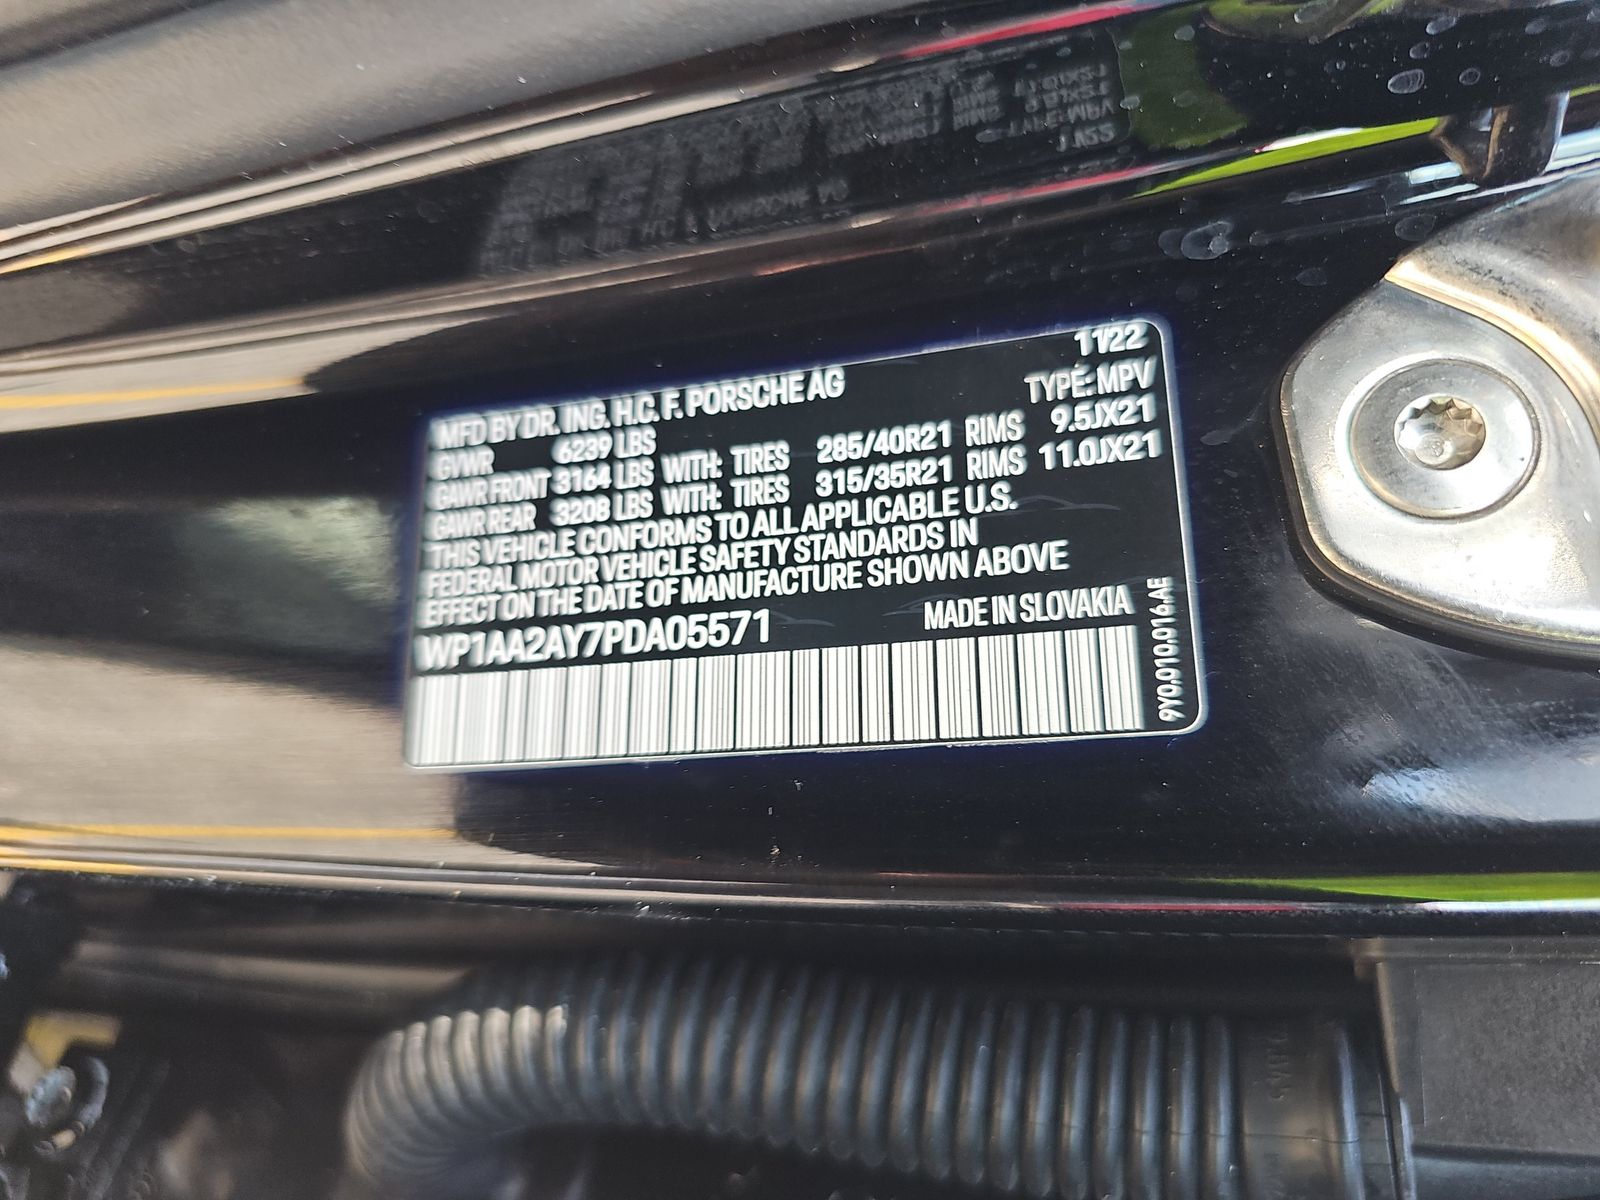 11/22
MFD BY DR. ING. H.C. F. PORSCHE AG
TYPE: MPV
GVWR 6239 LBS
GAWR FRONT 3164 LBS WITH: TIRES 285/40R21 RIMS 9.5JX21
GAWR REAR 3208 LBS WITH: TIRES 315/35R21 RIMS 11.0JX21
THIS VEHICLE CONFORMS TO ALL APPLICABLE U.S.
FEDERAL MOTOR VEHICLE SAFETY STANDARDS IN
EFFECT ON THE DATE OF MANUFACTURE SHOWN ABOVE
WP1AA2AY7PDA05571
MADE IN SLOVAKIA
9Y0.010.016.AE